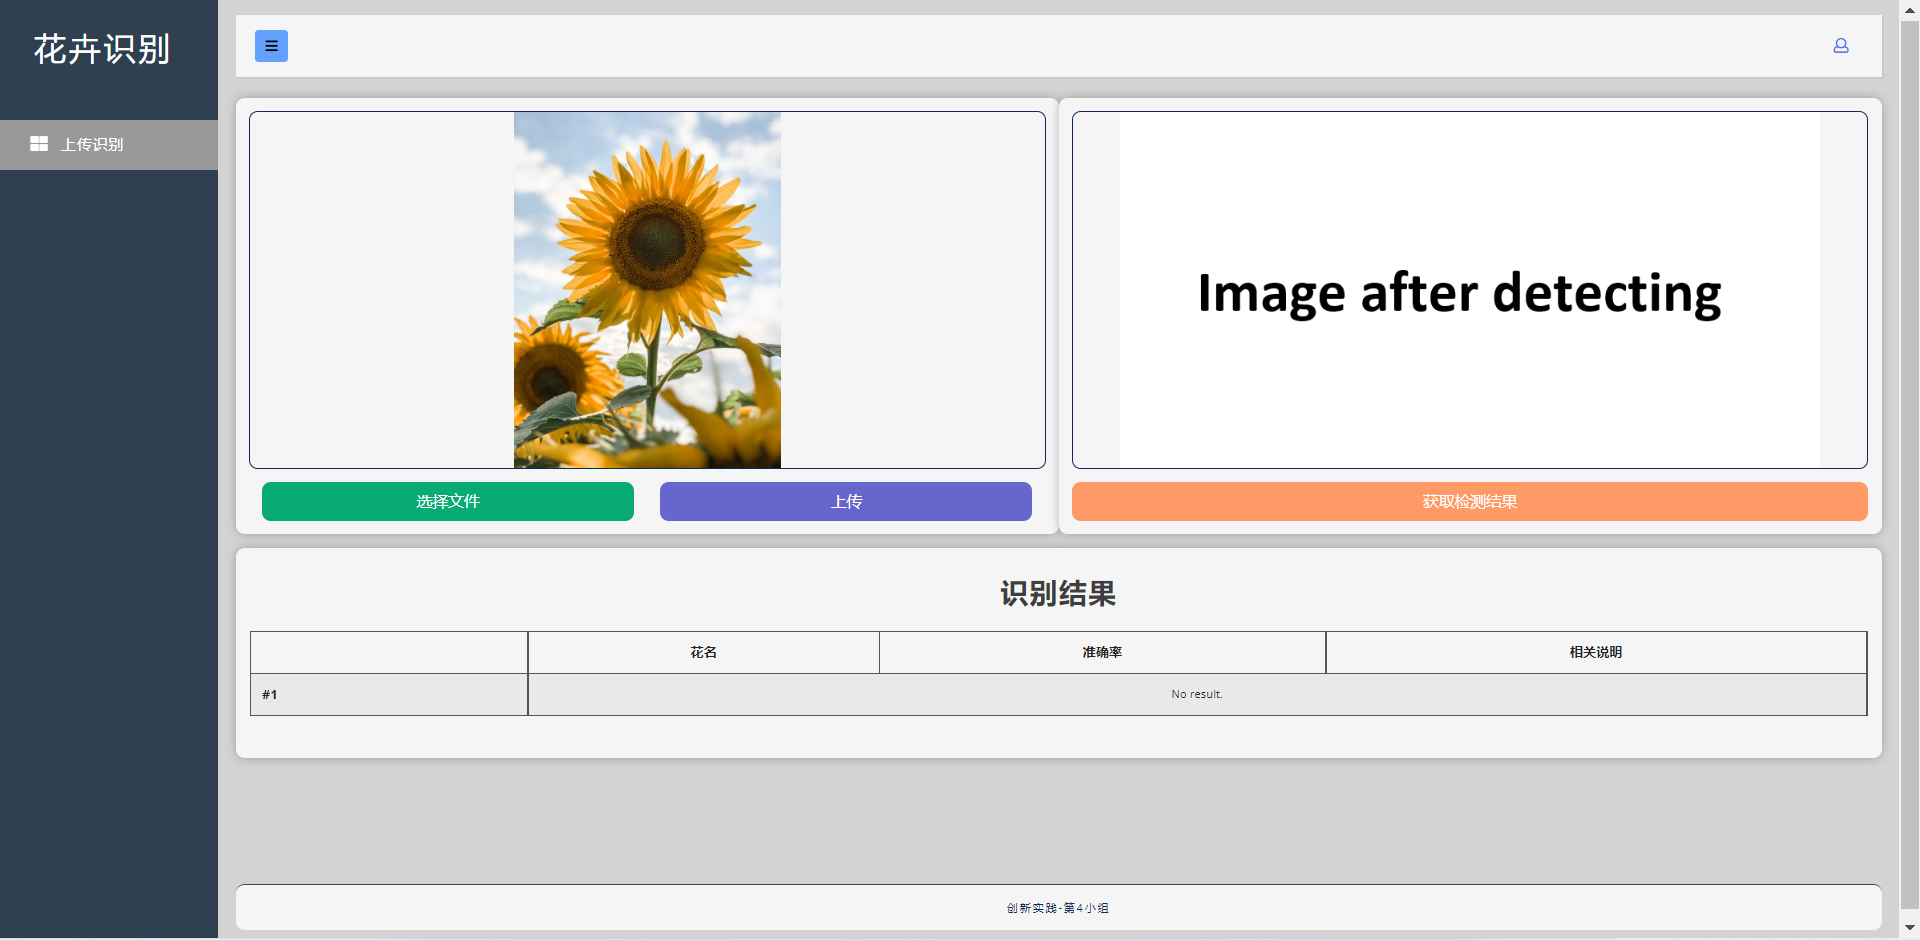 花卉识别
上传识别
Image after detecting
选择文件
上传
获取检测结果
识别结果
花名
准确率
相关说明
#1
No result.
创新实践-第4小组